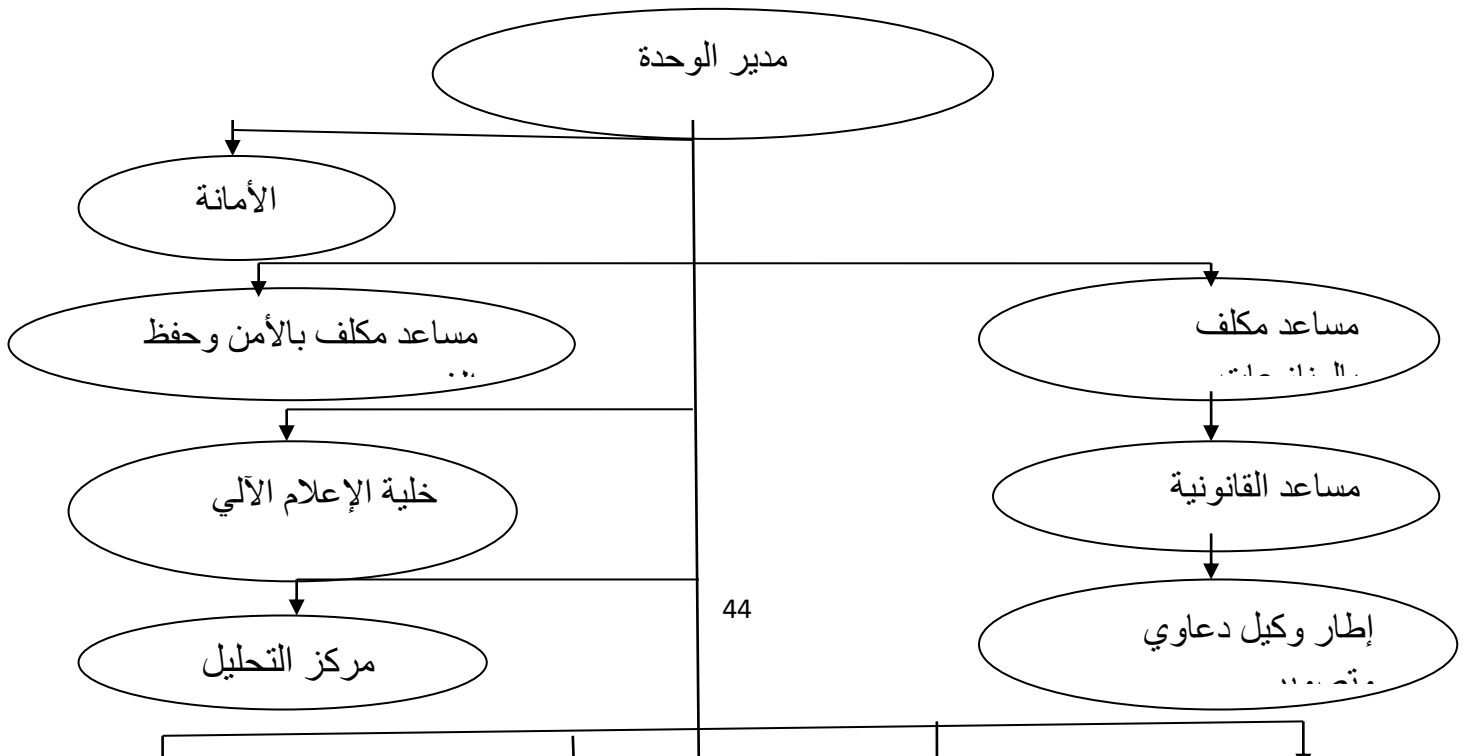 مدير الوحدة
الأمانة
مساعد مكلف
بالمنازعات
مساعد مكلف بالأمن وحفظ
مساعد القانونية
خلية الإعلام الآلي
إطار وكيل دعاوي
44
مركز التحليل